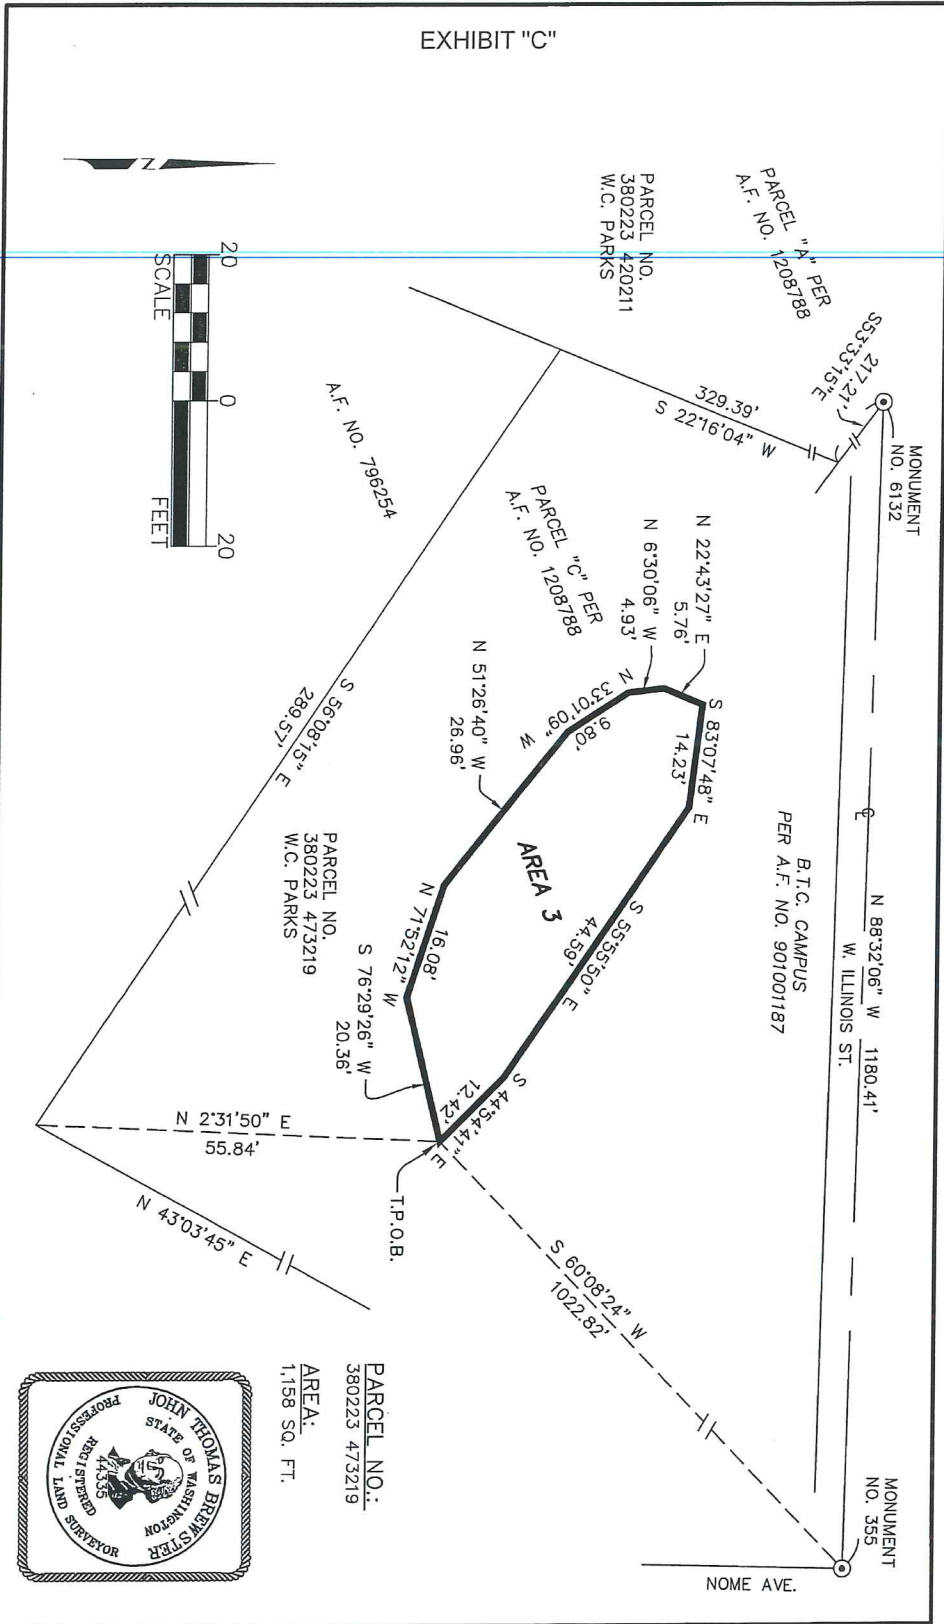 EXHIBIT "C"
MONUMENT
NO. 6132
S53°33'15"E
217.21'
PARCEL "A" PER
A.F. NO. 1208788
PARCEL NO.
380223 420211
W.C. PARKS
329.39'
S 22°16'04" W
N 88°32'06" W 1180.41'
W. ILLINOIS ST.
MONUMENT
NO. 355
NOME AVE.
B.T.C. CAMPUS
PER A.F. NO. 901001187
N 22°43'27" E
5.76'
N 6°30'06" W
4.93'
S 83°07'48" E
14.23'
N 33°01'09" W
9.80'
PARCEL "C" PER
A.F. NO. 1208788
N 51°26'40" W
26.96'
AREA 3
S 55°55'50" E
44.59'
S 44°54'41" E
12.42'
N 71°52'12" W
16.08'
S 76°29'26" W
20.36'
T.P.O.B.
S 60°08'24" W
1022.82'
A.F. NO. 796254
S 56°08'15" E
289.57'
PARCEL NO.
380223 473219
W.C. PARKS
N 2°31'50" E
55.84'
N 43°03'45" E
N
20 0 20
SCALE FEET
PARCEL NO.:
380223 473219
AREA:
1,158 SQ. FT.
JOHN THOMAS BREWSTER
STATE OF WASHINGTON
44335
REGISTERED
PROFESSIONAL LAND SURVEYOR